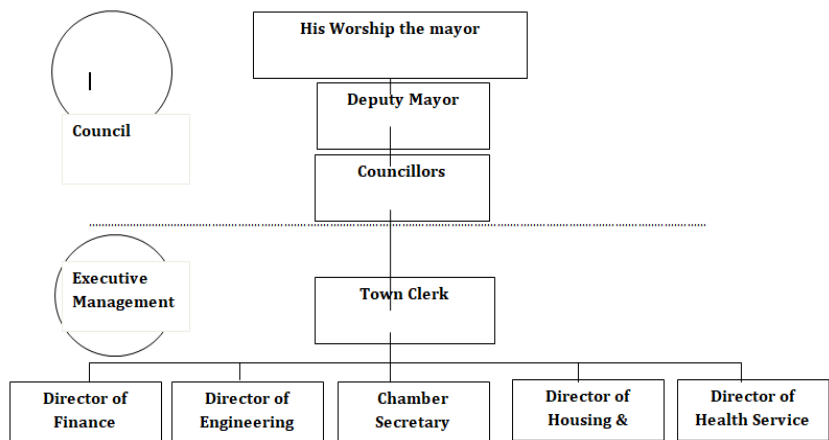 His Worship the mayor
Deputy Mayor
Council
Councillors
Executive
Management
Town Clerk
Director of
Finance
Director of
Engineering
Chamber
Secretary
Director of
Housing &
Director of
Health Service